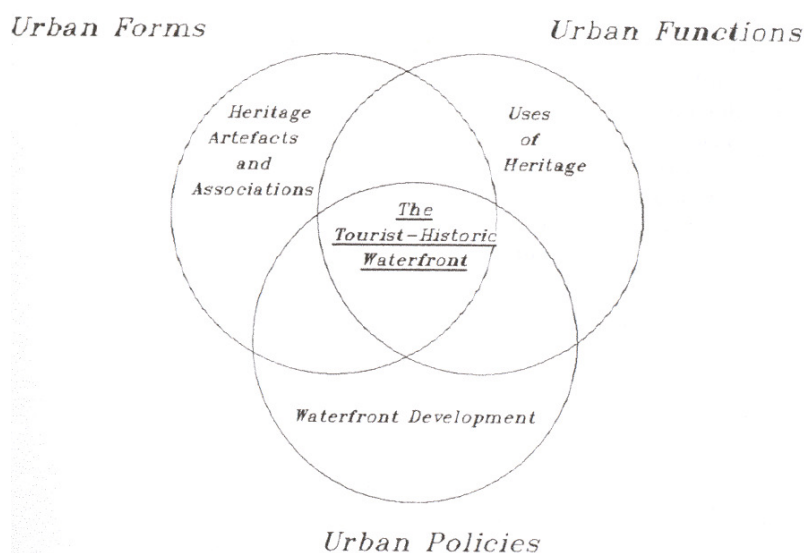 Urban Forms
Urban Functions
Heritage
Artefacts
and
Associations
Uses
of
Heritage
The
Tourist-Historic
Waterfront
Waterfront Development
Urban Policies